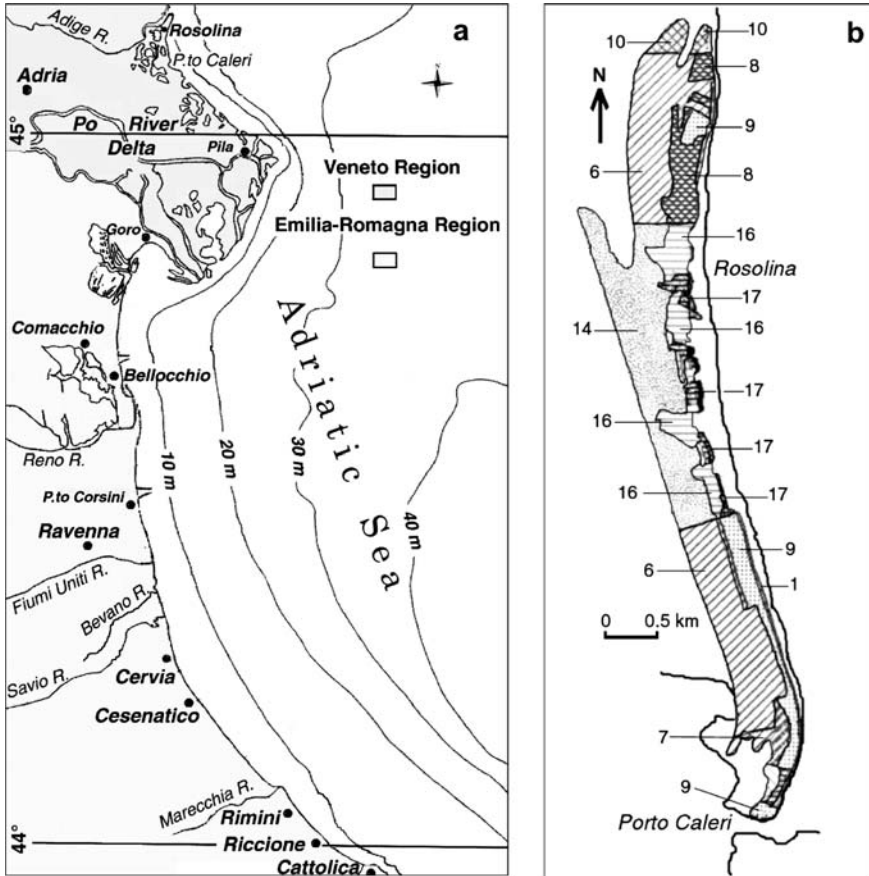 a
Adige R.
Rosolina
P.to Caleri
Adria
45°
Po River
Delta
Pila
Veneto Region
Emilia-Romagna Region
Goro
Comacchio
Bellocchio
Adriatic Sea
10 m
20 m
30 m
40 m
Reno R.
P.to Corsini
Ravenna
Fiumi Uniti R.
Bevano R.
Savio R.
Cervia
Cesenatico
Marecchia R.
Rimini
44°
Riccione
Cattolica
b
10
10
N
8
9
6
8
16
Rosolina
17
14
16
17
16
17
16
17
9
6
1
0 0.5 km
7
9
Porto Caleri